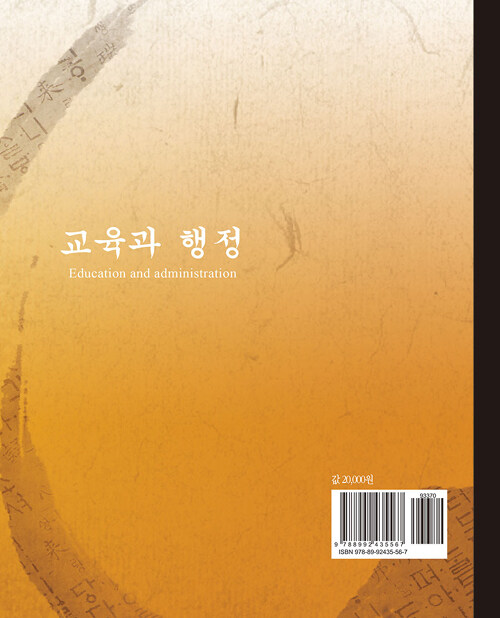 교육과 행정
Education and administration
값 20,000원
93370
9 788992 435567
ISBN 978-89-92435-56-7